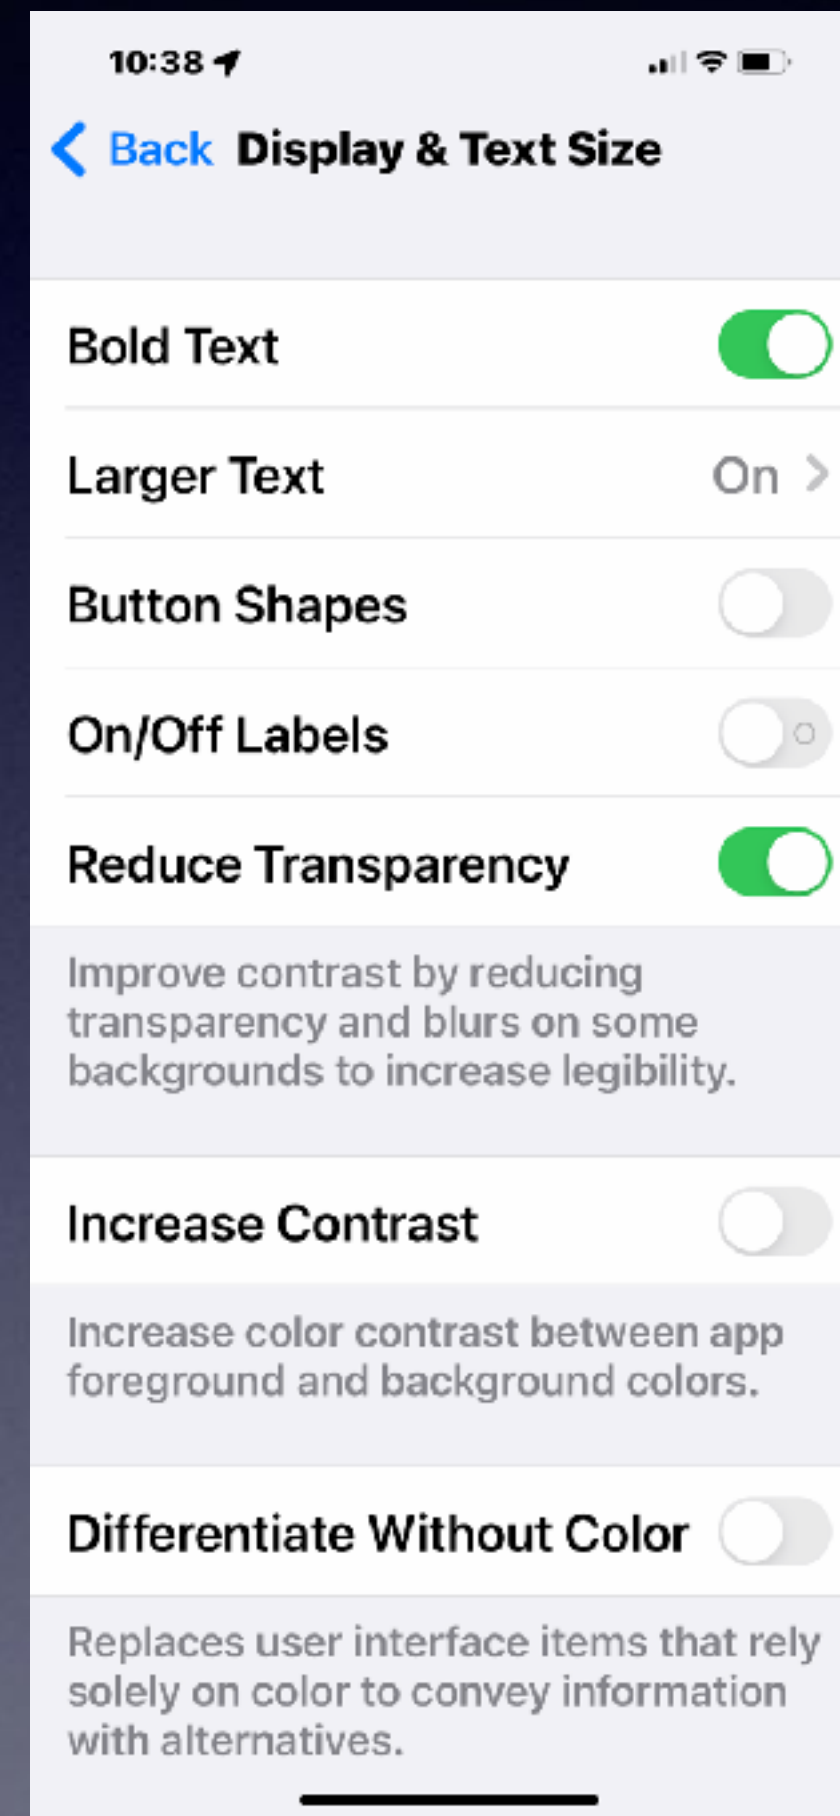 10:38
Back Display & Text Size
Bold Text
Larger Text On
Button Shapes
On/Off Labels
Reduce Transparency
Improve contrast by reducing
transparency and blurs on some
backgrounds to increase legibility.
Increase Contrast
Increase color contrast between app
foreground and background colors.
Differentiate Without Color
Replaces user interface items that rely
solely on color to convey information
with alternatives.